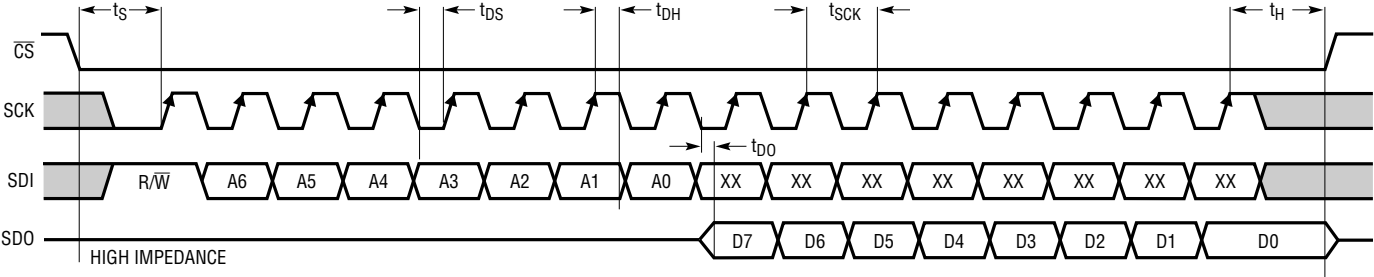 tS tDS tDH tSCK tH
CS
SCK
tDO
SDI R/W A6 A5 A4 A3 A2 A1 A0 XX XX XX XX XX XX XX XX
SDO D7 D6 D5 D4 D3 D2 D1 D0
HIGH IMPEDANCE